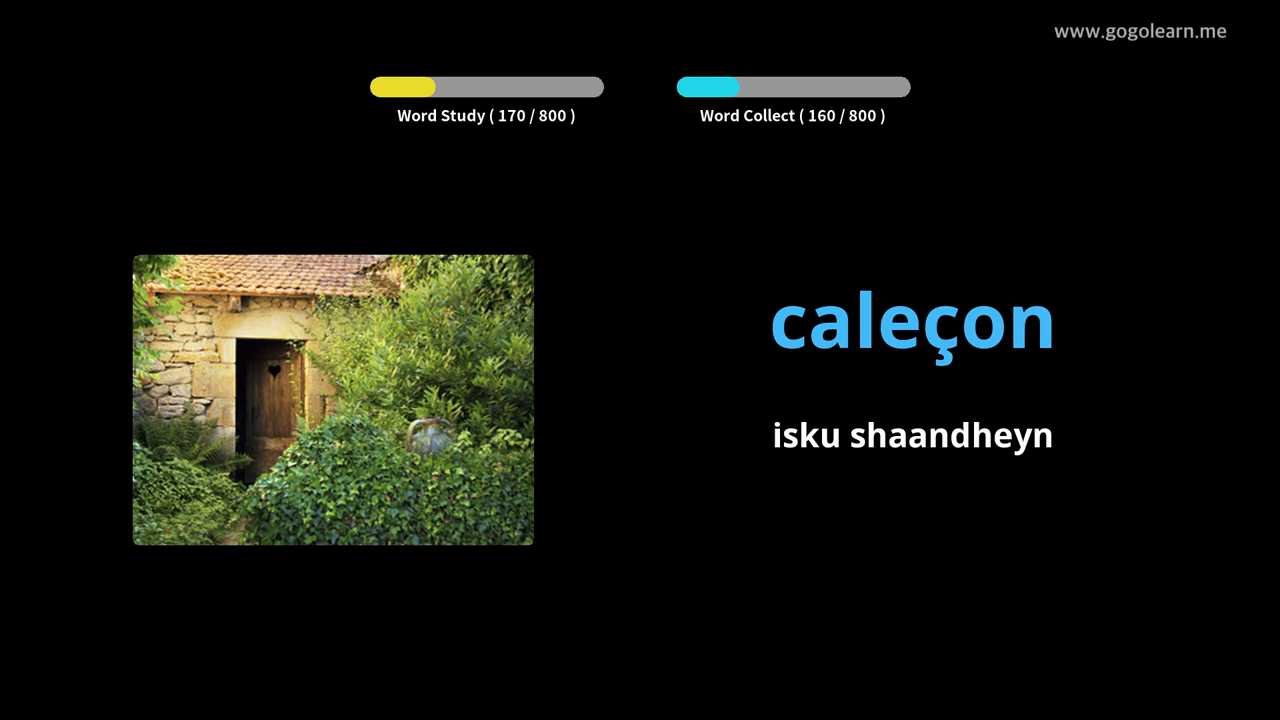 www.gogolearn.me
Word Study ( 170 / 800 )
Word Collect ( 160 / 800 )
caleçon
isku shaandheyn